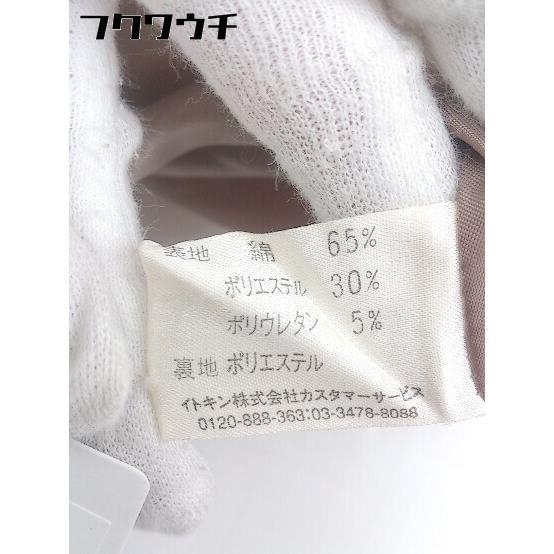 フクワウチ
表地 綿 65%
ポリエステル 30%
ポリウレタン 5%
裏地 ポリエステル
イトキン株式会社カスタマーサービス
0120-888-363:03-3478-8088